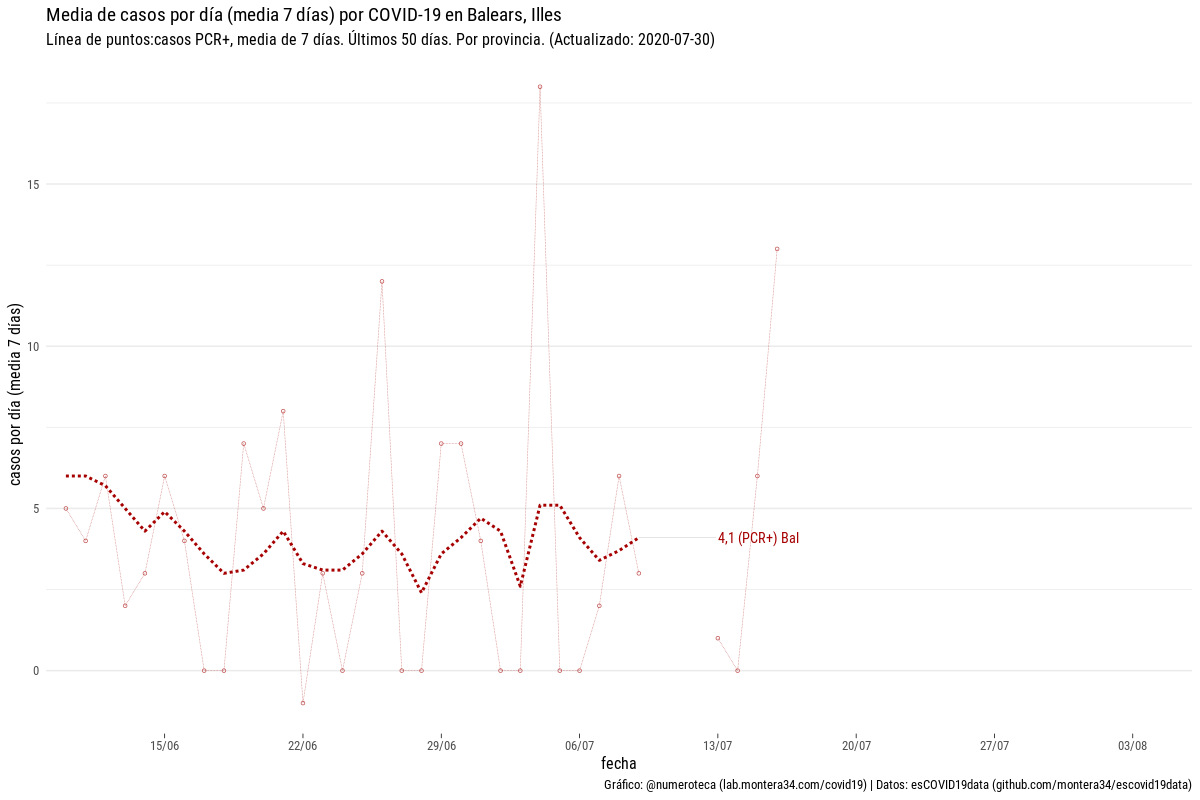 Media de casos por día (media 7 días) por COVID-19 en Balears, Illes
Línea de puntos:casos PCR+, media de 7 días. Últimos 50 días. Por provincia. (Actualizado: 2020-07-30)
casos por día (media 7 días)
15
10
5
0
4,1 (PCR+) Bal
15/06
22/06
29/06
06/07
13/07
20/07
27/07
03/08
fecha
Gráfico: @numeroteca (lab.montera34.com/covid19) | Datos: esCOVID19data (github.com/montera34/escovid19data)